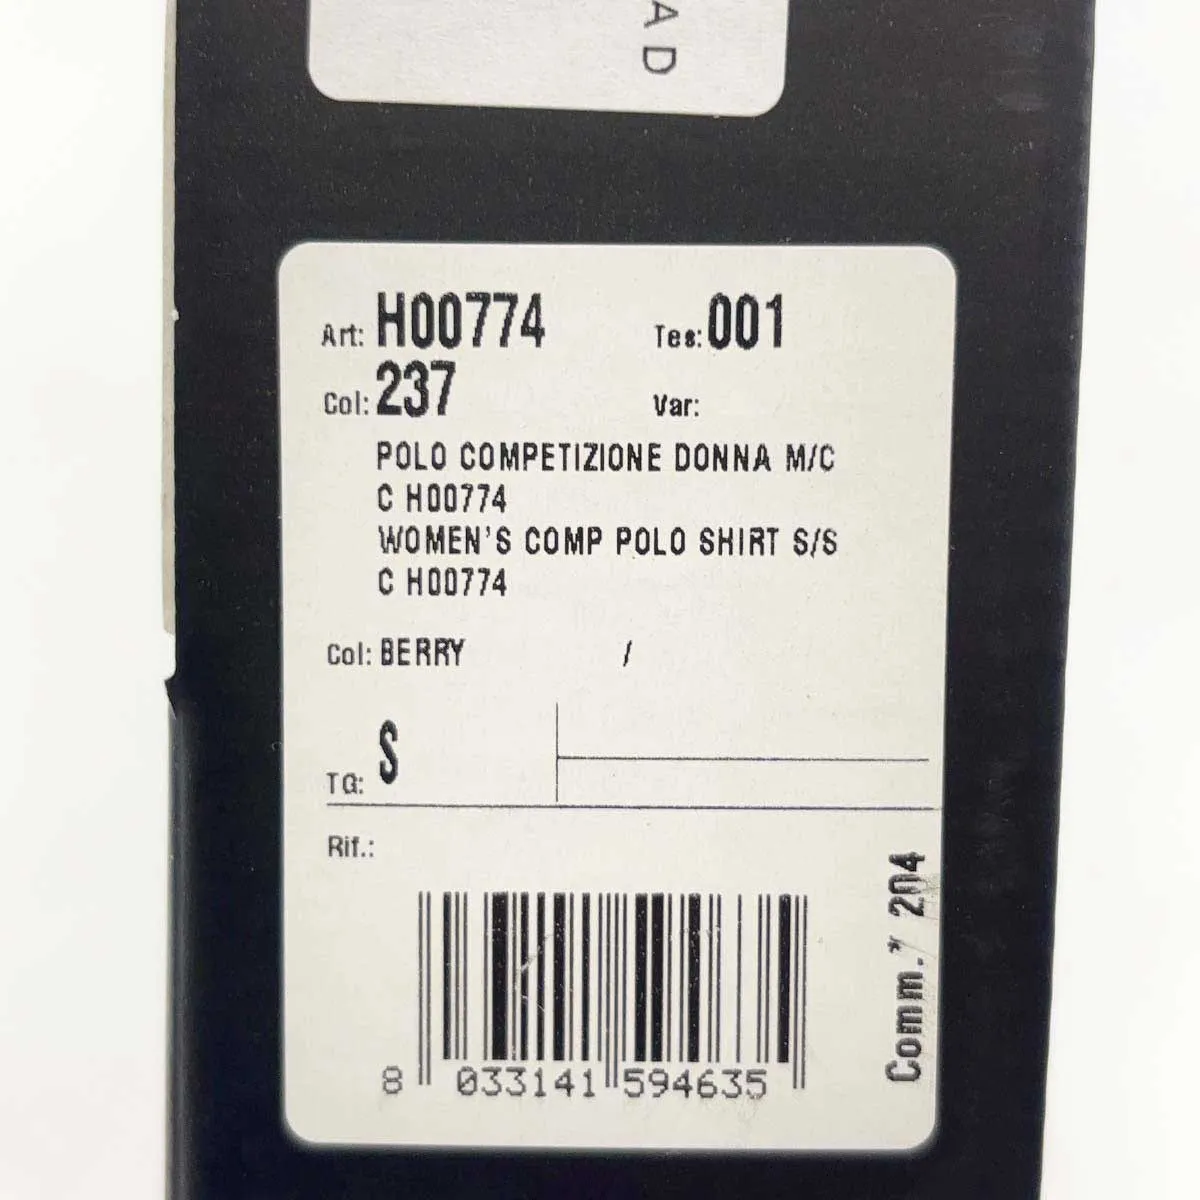 A D
Art: H00774 Tes: 001
Col: 237 Var:
POLO COMPETIZIONE DONNA M/C
C H00774
WOMEN'S COMP POLO SHIRT S/S
C H00774
Col: BERRY /
TG: S
Rif.:
Comm.* 204
8 033141 594635